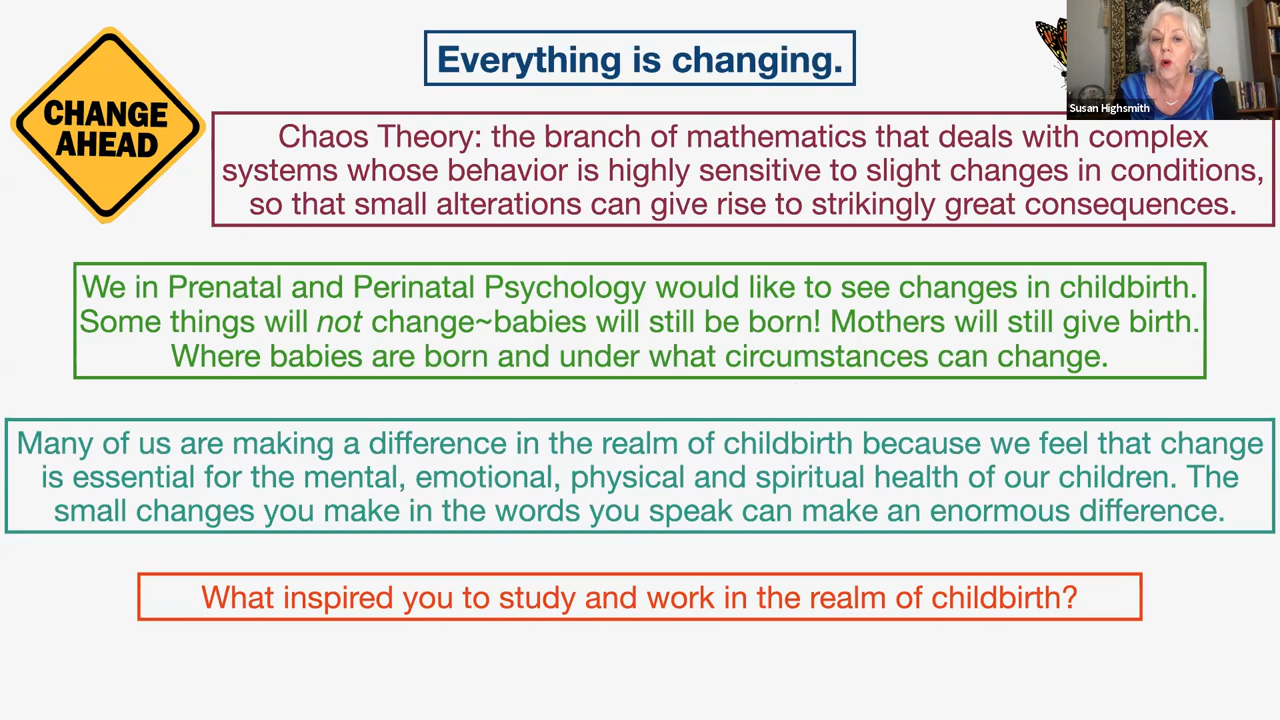 Everything is changing.
CHANGE
AHEAD
Susan Highsmith
Chaos Theory: the branch of mathematics that deals with complex
systems whose behavior is highly sensitive to slight changes in conditions,
so that small alterations can give rise to strikingly great consequences.
We in Prenatal and Perinatal Psychology would like to see changes in childbirth.
Some things will not change~babies will still be born! Mothers will still give birth.
Where babies are born and under what circumstances can change.
Many of us are making a difference in the realm of childbirth because we feel that change
is essential for the mental, emotional, physical and spiritual health of our children. The
small changes you make in the words you speak can make an enormous difference.
What inspired you to study and work in the realm of childbirth?